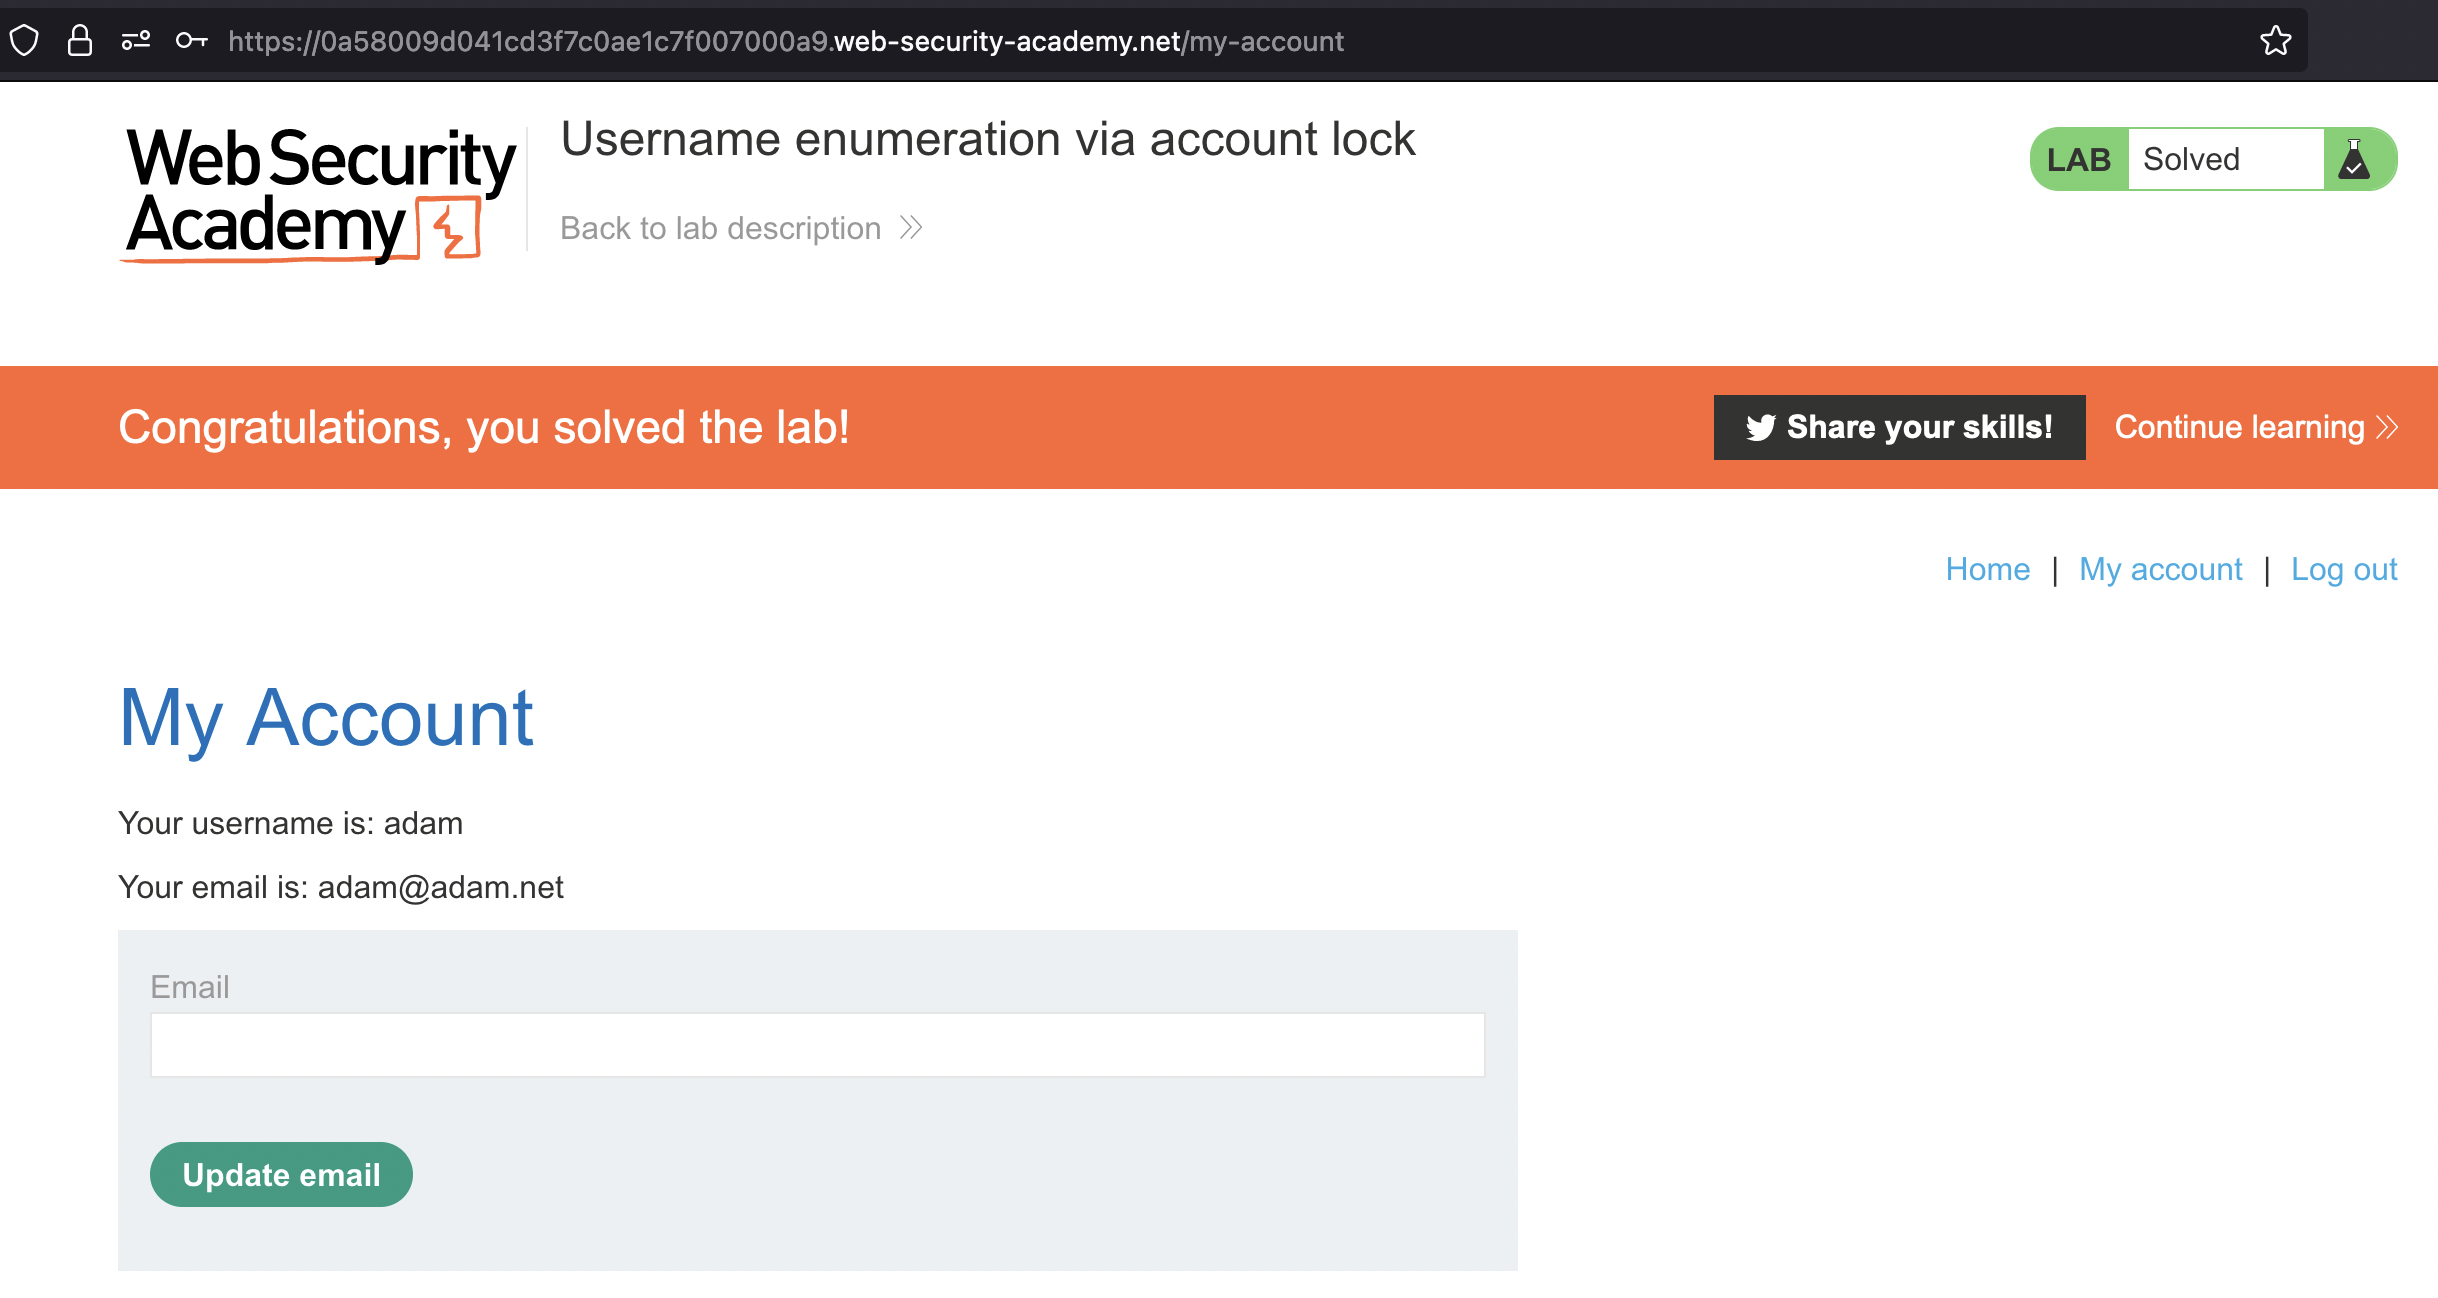 https://0a58009d041cd3f7c0ae1c7f007000a9.web-security-academy.net/my-account
Web Security
Academy
Username enumeration via account lock
Back to lab description
LAB Solved
Congratulations, you solved the lab!
Share your skills!
Continue learning
Home | My account | Log out
My Account
Your username is: adam
Your email is: adam@adam.net
Email
Update email